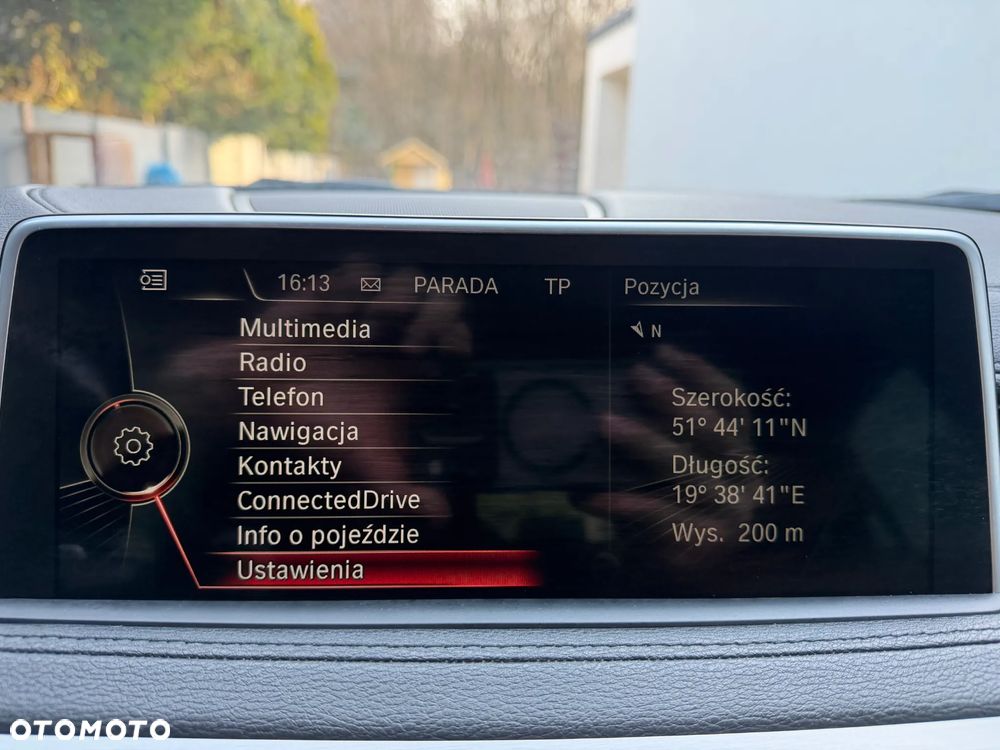 16:13 PARADA TP
Multimedia
Radio
Telefon
Nawigacja
Kontakty
ConnectedDrive
Info o pojeździe
Ustawienia
Pozycja
N
Szerokość:
51° 44' 11"N
Długość:
19° 38' 41"E
Wys. 200 m
OTOMOTO